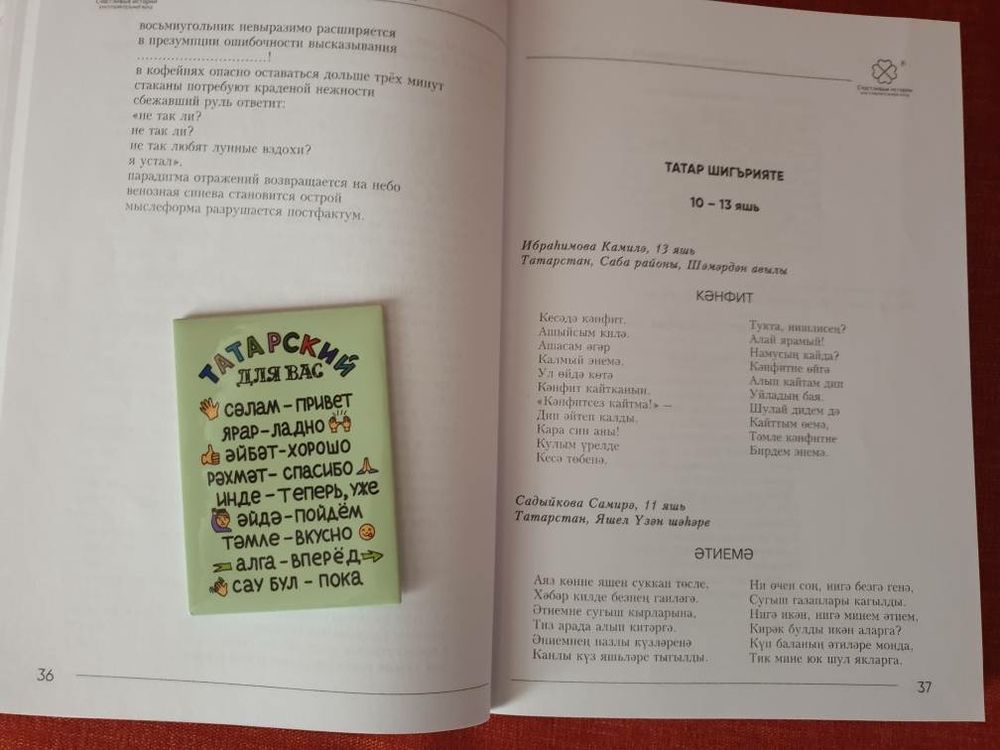 Счастливые истории
восьмиугольник невыразимо расширяется
в презумпции ошибочности высказывания
..............................!
в кофейнях опасно оставаться дольше трёх минут
стаканы потребуют краденой нежности
сбежавший руль ответит:
«не так ли?
не так ли?
не так любят лунные вздохи?
я устал».
парадигма отражений возвращается на небо
венозная синева становится острой
мыслеформа разрушается постфактум.
ТАТАРСКИЙ
ДЛЯ ВАС
СӘЛАМ – ПРИВЕТ
ЯРАР – ЛАДНО
ӘЙБӘТ – ХОРОШО
РӘХМӘТ – СПАСИБО
ИНДЕ – ТЕПЕРЬ, УЖЕ
ӘЙДӘ – ПОЙДЁМ
ТӘМЛЕ – ВКУСНО
АЛГА – ВПЕРЁД
САУ БУЛ – ПОКА
36
Счастливые истории
ТАТАР ШИГЪРИЯТЕ
10 – 13 яшь
Ибраһимова Камилә, 13 яшь
Татарстан, Саба районы, Шәмәрдән авылы
КӘНФИТ
Кесәдә кәнфит.
Ашыйсым килә.
Ашасам әгәр
Калмый энемә.
Ул өйдә көтә
Кәнфит кайтканын.
«Кәнфитсез кайтма!» –
Дип әйтеп калды.
Кара син аны!
Кулым үрелде
Кесә төбенә.
Тукта, нишлисең?
Алай ярамый!
Намусың кайда?
Кәнфитне өйгә
Алып кайтам дип
Уйладың бая.
Шулай дидем дә
Кайттым өемә,
Тәмле кәнфитне
Бирдем энемә.
Садыйкова Самирә, 11 яшь
Татарстан, Яшел Үзән шәһәре
ӘТИЕМӘ
Аяз көнне яшен суккан төсле,
Хәбәр килде безнең гаиләгә.
Әтиемне сугыш кырларына,
Тиз арада алып китәргә.
Әниемнең назлы күзләренә
Канлы күз яшьләре тыгылды.
Ни өчен соң, нигә безгә генә,
Сугыш газаплары кагылды.
Нигә икән, нигә минем әтием,
Кирәк булды икән аларга?
Күп баланың әтиләре монда,
Тик мине юк шул якларга.
37